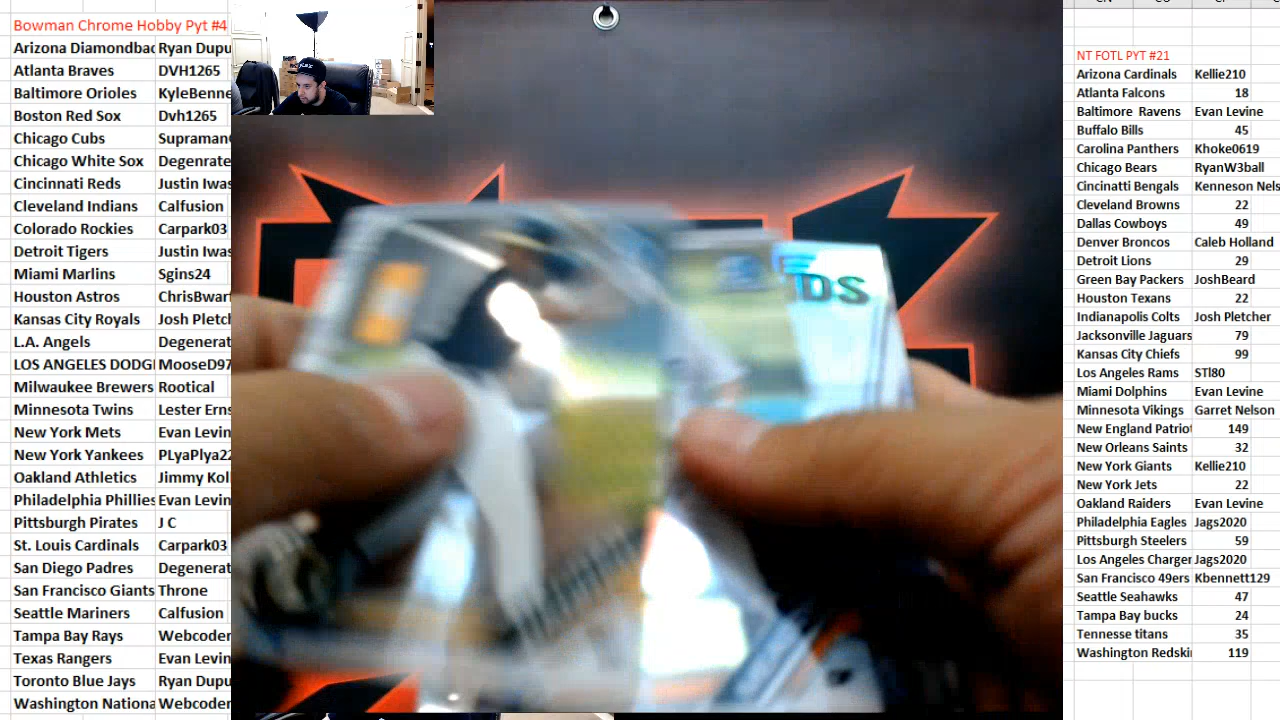 Bowman Chrome Hobby Pyt #4
Arizona Diamondbac Ryan Dupu
Atlanta Braves DVH1265
Baltimore Orioles KyleBenne
Boston Red Sox Dvh1265
Chicago Cubs Supraman
Chicago White Sox Degenrate
Cincinnati Reds Justin Iwas
Cleveland Indians Calfusion
Colorado Rockies Carpark03
Detroit Tigers Justin Iwas
Miami Marlins Sgins24
Houston Astros ChrisBwart
Kansas City Royals Josh Pletch
L.A. Angels Degenerat
LOS ANGELES DODG MooseD97
Milwaukee Brewers Rootical
Minnesota Twins Lester Erns
New York Mets Evan Levin
New York Yankees PLyaPlya22
Oakland Athletics Jimmy Kol
Philadelphia Phillies Evan Levin
Pittsburgh Pirates J C
St. Louis Cardinals Carpark03
San Diego Padres Degenerat
San Francisco Giants Throne
Seattle Mariners Calfusion
Tampa Bay Rays Webcoder
Texas Rangers Evan Levin
Toronto Blue Jays Ryan Dupu
Washington Nationa Webcoder
DS
NT FOTL PYT #21
Arizona Cardinals Kellie210
Atlanta Falcons 18
Baltimore Ravens Evan Levine
Buffalo Bills 45
Carolina Panthers Khoke0619
Chicago Bears RyanW3ball
Cincinatti Bengals Kenneson Nels
Cleveland Browns 22
Dallas Cowboys 49
Denver Broncos Caleb Holland
Detroit Lions 29
Green Bay Packers JoshBeard
Houston Texans 22
Indianapolis Colts Josh Pletcher
Jacksonville Jaguars 79
Kansas City Chiefs 99
Los Angeles Rams STl80
Miami Dolphins Evan Levine
Minnesota Vikings Garret Nelson
New England Patriot 149
New Orleans Saints 32
New York Giants Kellie210
New York Jets 22
Oakland Raiders Evan Levine
Philadelphia Eagles Jags2020
Pittsburgh Steelers 59
Los Angeles Charger Jags2020
San Francisco 49ers Kbennett129
Seattle Seahawks 47
Tampa Bay bucks 24
Tennesse titans 35
Washington Redski 119